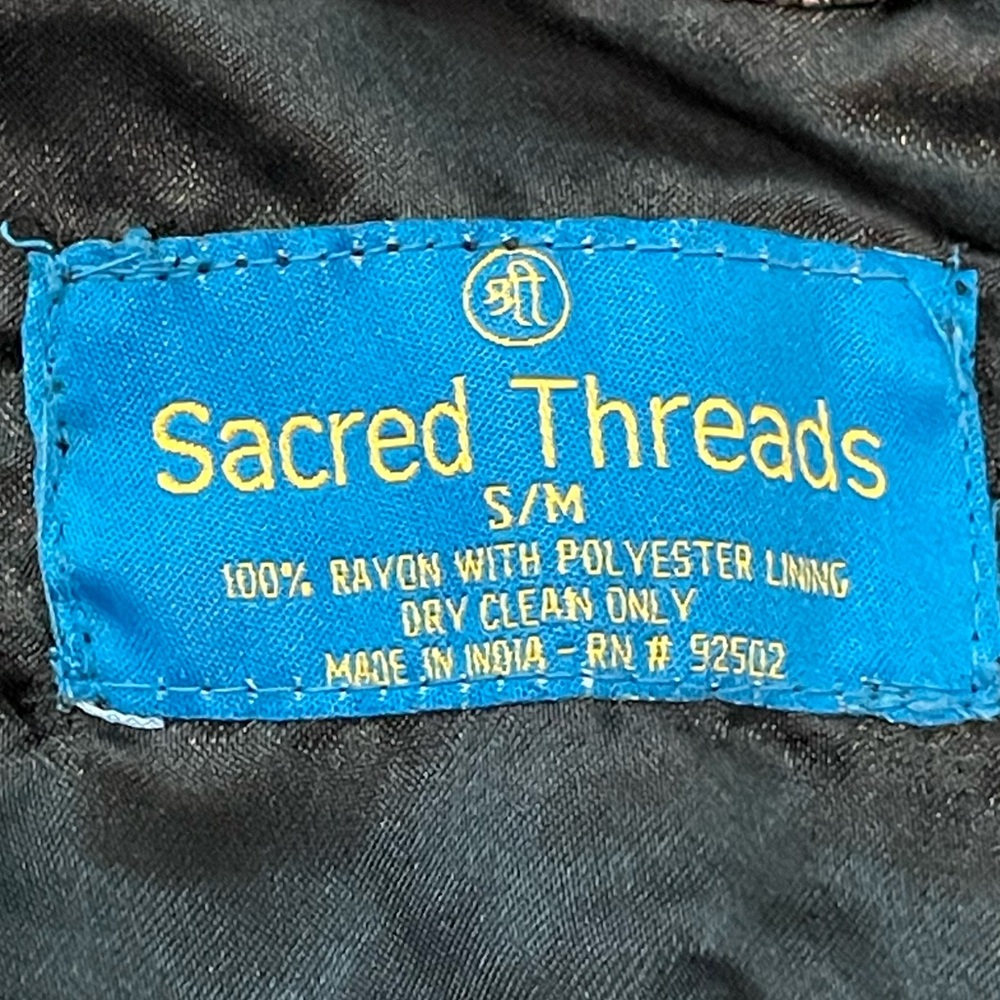 श्री
Sacred Threads
S/M
100% RAYON WITH POLYESTER LINING
DRY CLEAN ONLY
MADE IN INDIA - RN # 92502